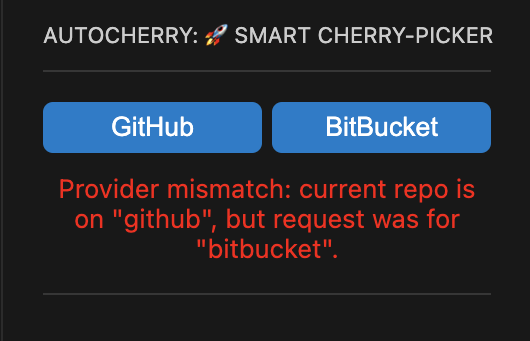 AUTOCHERRY: 🚀 SMART CHERRY-PICKER
GitHub
BitBucket
Provider mismatch: current repo is
on "github", but request was for
"bitbucket".